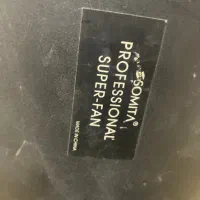 SOMITA®
PROFESSIONAL
SUPER-FAN
MADE IN CHINA